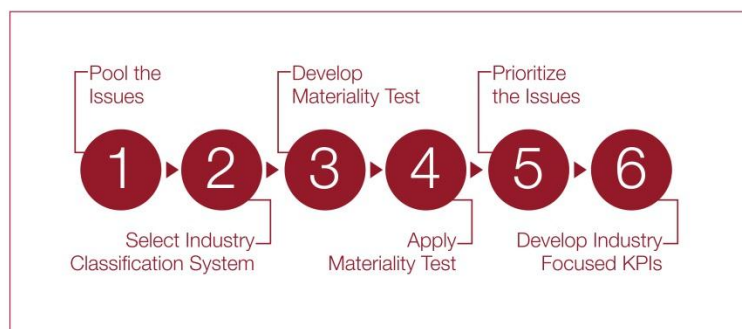 Pool the
Issues
Develop
Materiality Test
Prioritize
the Issues
1
2
3
4
5
6
Select Industry
Classification System
Apply
Materiality Test
Develop Industry
Focused KPIs